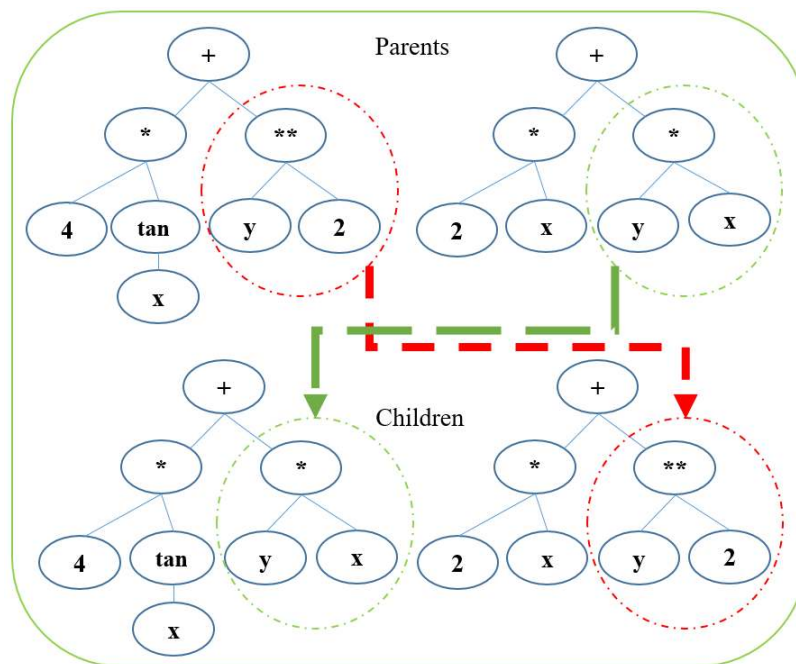 Parents
+ +
* ** * *
4 tan y 2 2 x y x
x
Children
+ +
* * * **
4 tan y x 2 x y 2
x